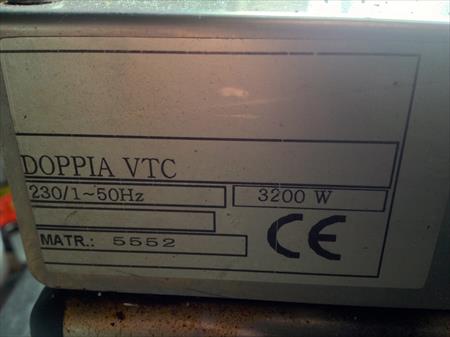 DOPPIA VTC
230/1~50Hz 3200 W
MATR.: 5552 CE